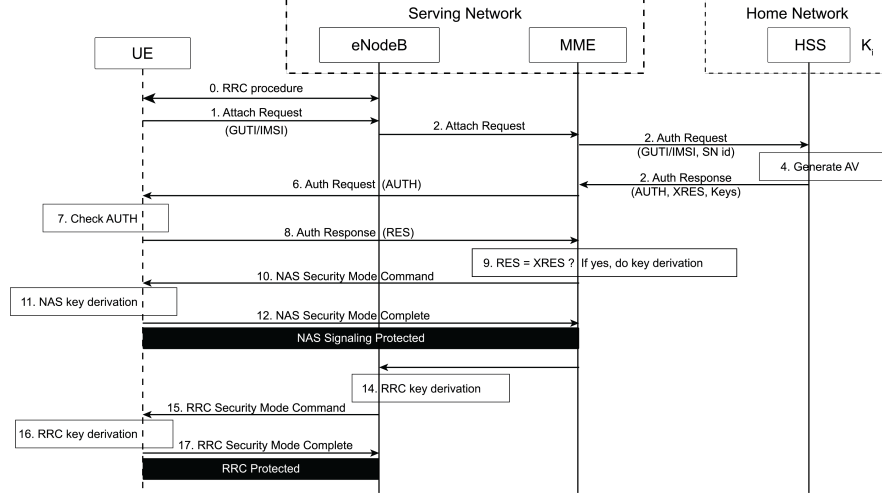 Serving Network
Home Network
UE
eNodeB
MME
HSS
Ki
0. RRC procedure
1. Attach Request
(GUTI/IMSI)
2. Attach Request
2. Auth Request
(GUTI/IMSI, SN id)
4. Generate AV
2. Auth Response
(AUTH, XRES, Keys)
6. Auth Request (AUTH)
7. Check AUTH
8. Auth Response (RES)
9. RES = XRES ? If yes, do key derivation
10. NAS Security Mode Command
11. NAS key derivation
12. NAS Security Mode Complete
NAS Signaling Protected
14. RRC key derivation
15. RRC Security Mode Command
16. RRC key derivation
17. RRC Security Mode Complete
RRC Protected